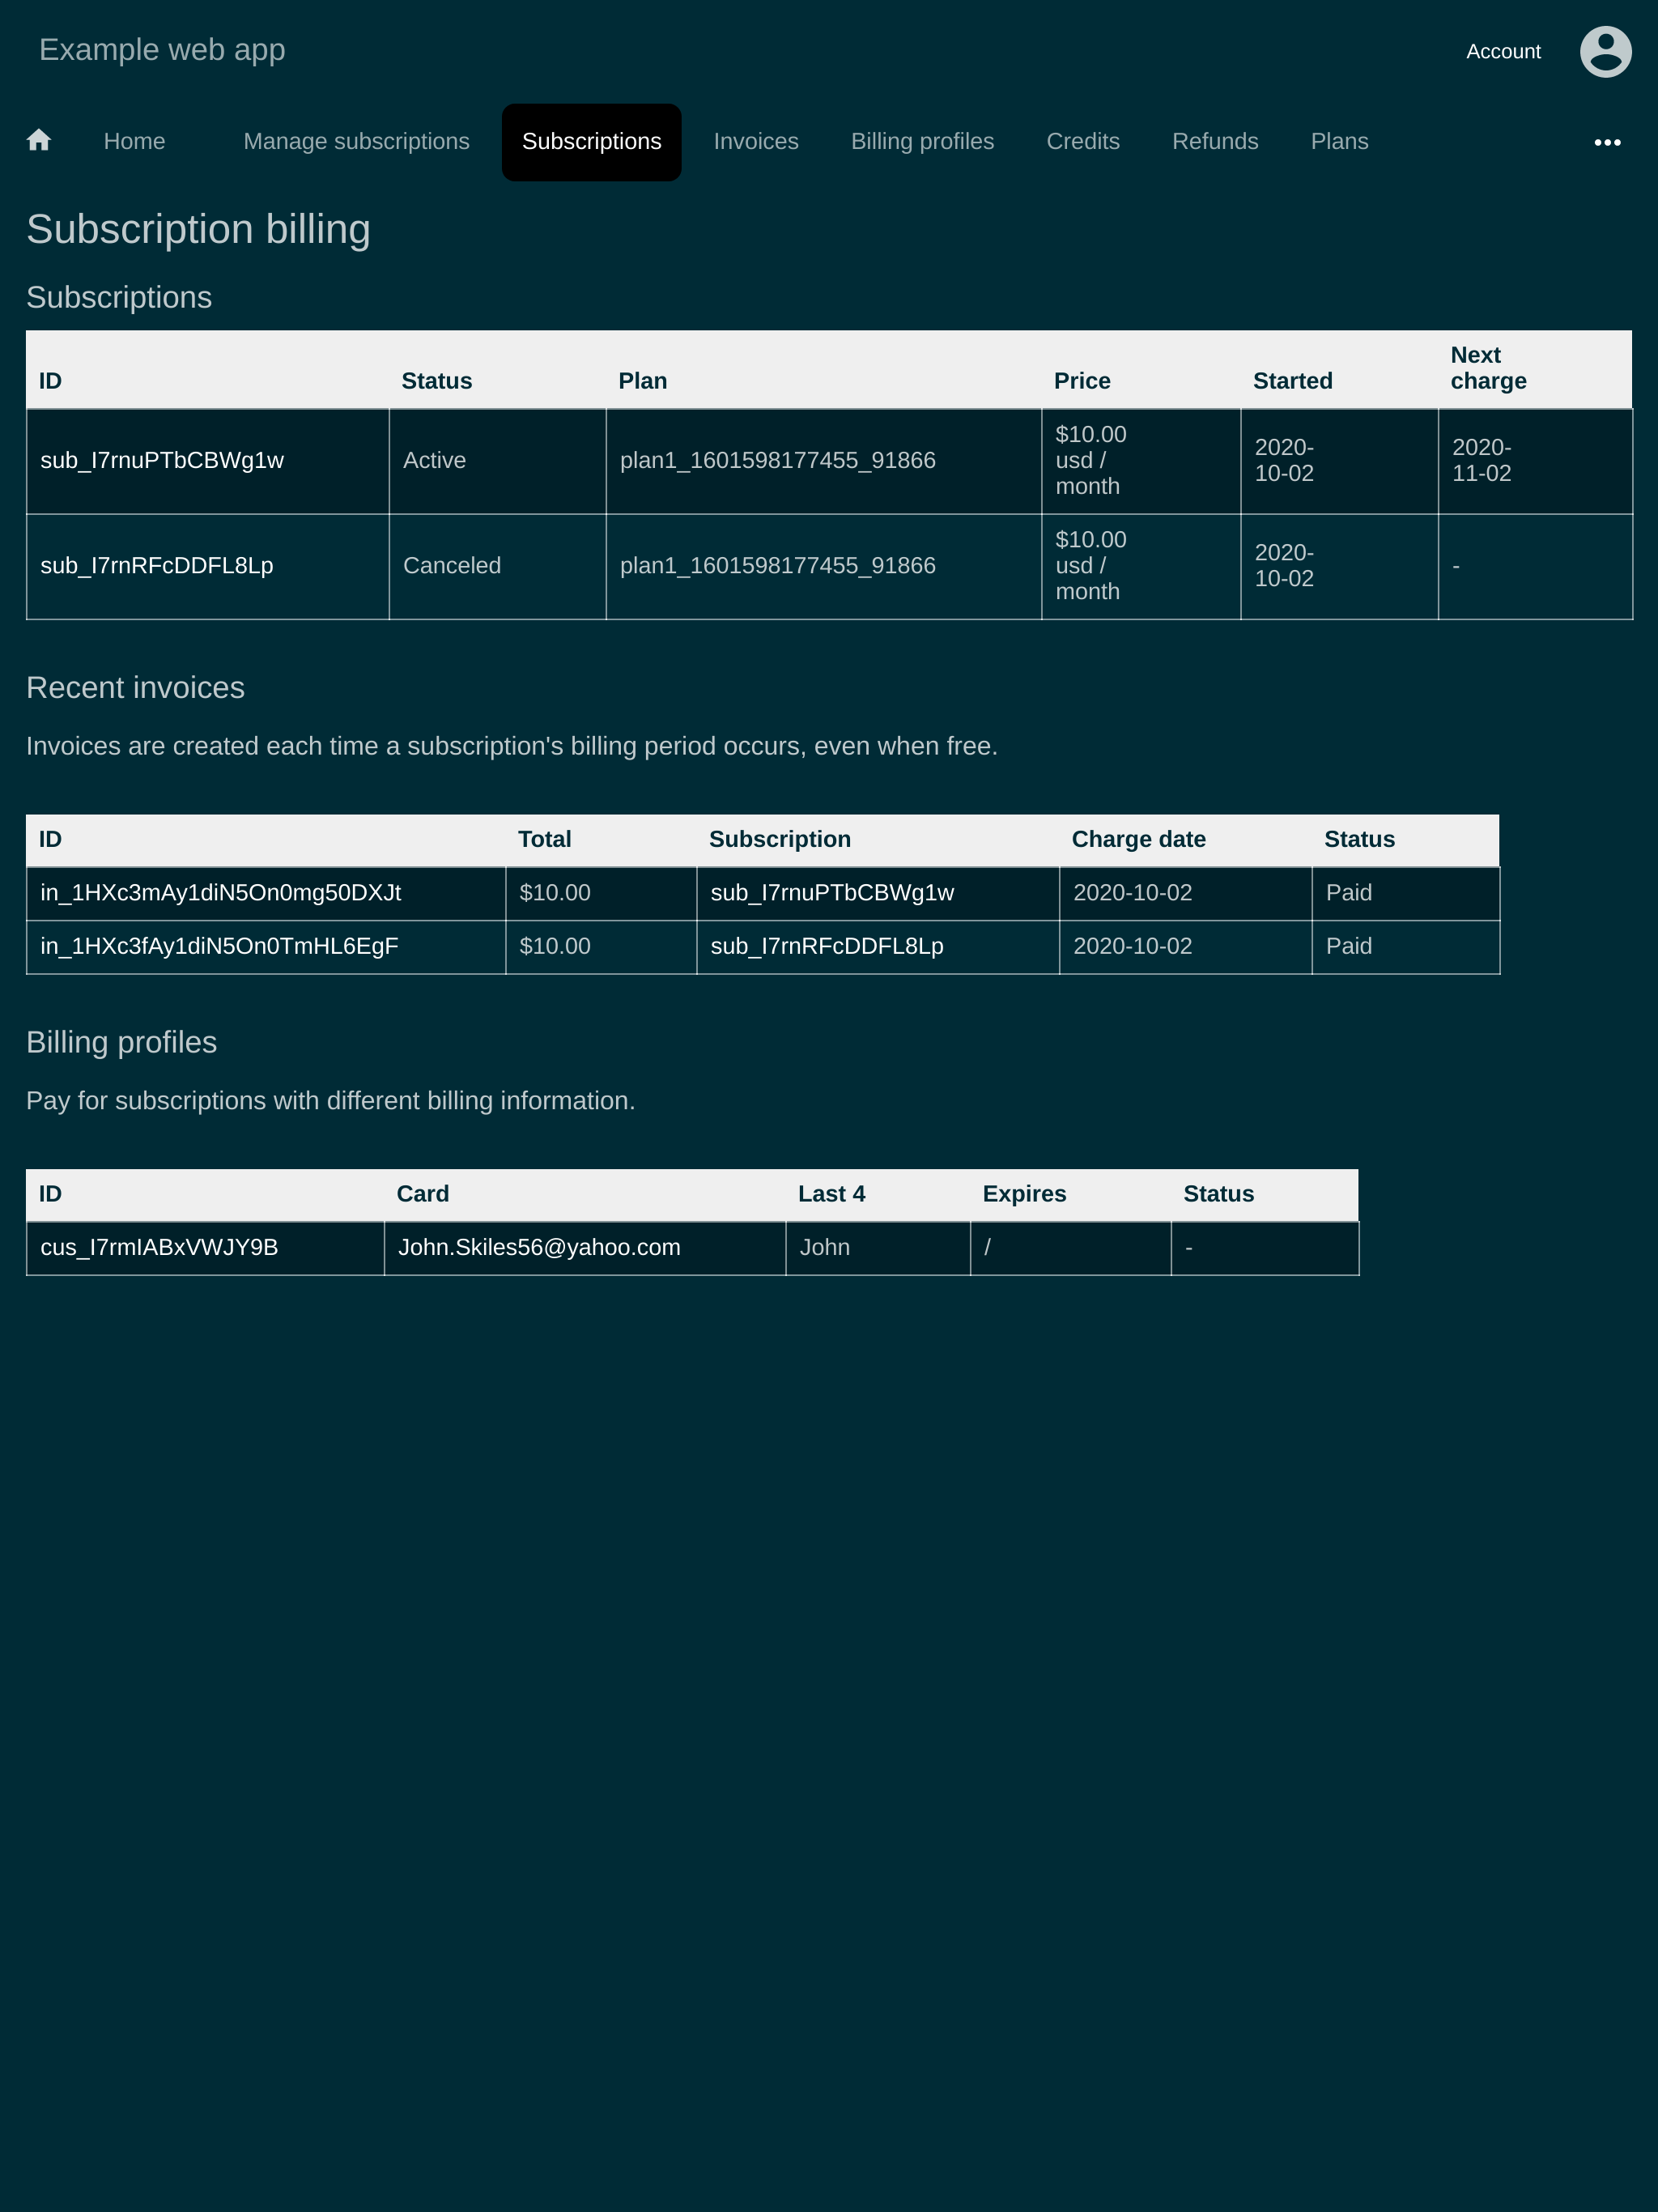 Example web app
Account
Home Manage subscriptions Subscriptions Invoices Billing profiles Credits Refunds Plans
Subscription billing
Subscriptions
ID Status Plan Price Started Next charge
sub_I7rnuPTbCBWg1w Active plan1_1601598177455_91866 $10.00 usd / month 2020-10-02 2020-11-02
sub_I7rnRFcDDFL8Lp Canceled plan1_1601598177455_91866 $10.00 usd / month 2020-10-02 -
Recent invoices
Invoices are created each time a subscription's billing period occurs, even when free.
ID Total Subscription Charge date Status
in_1HXc3mAy1diN5On0mg50DXJt $10.00 sub_I7rnuPTbCBWg1w 2020-10-02 Paid
in_1HXc3fAy1diN5On0TmHL6EgF $10.00 sub_I7rnRFcDDFL8Lp 2020-10-02 Paid
Billing profiles
Pay for subscriptions with different billing information.
ID Card Last 4 Expires Status
cus_I7rmIABxVWJY9B John.Skiles56@yahoo.com John / -